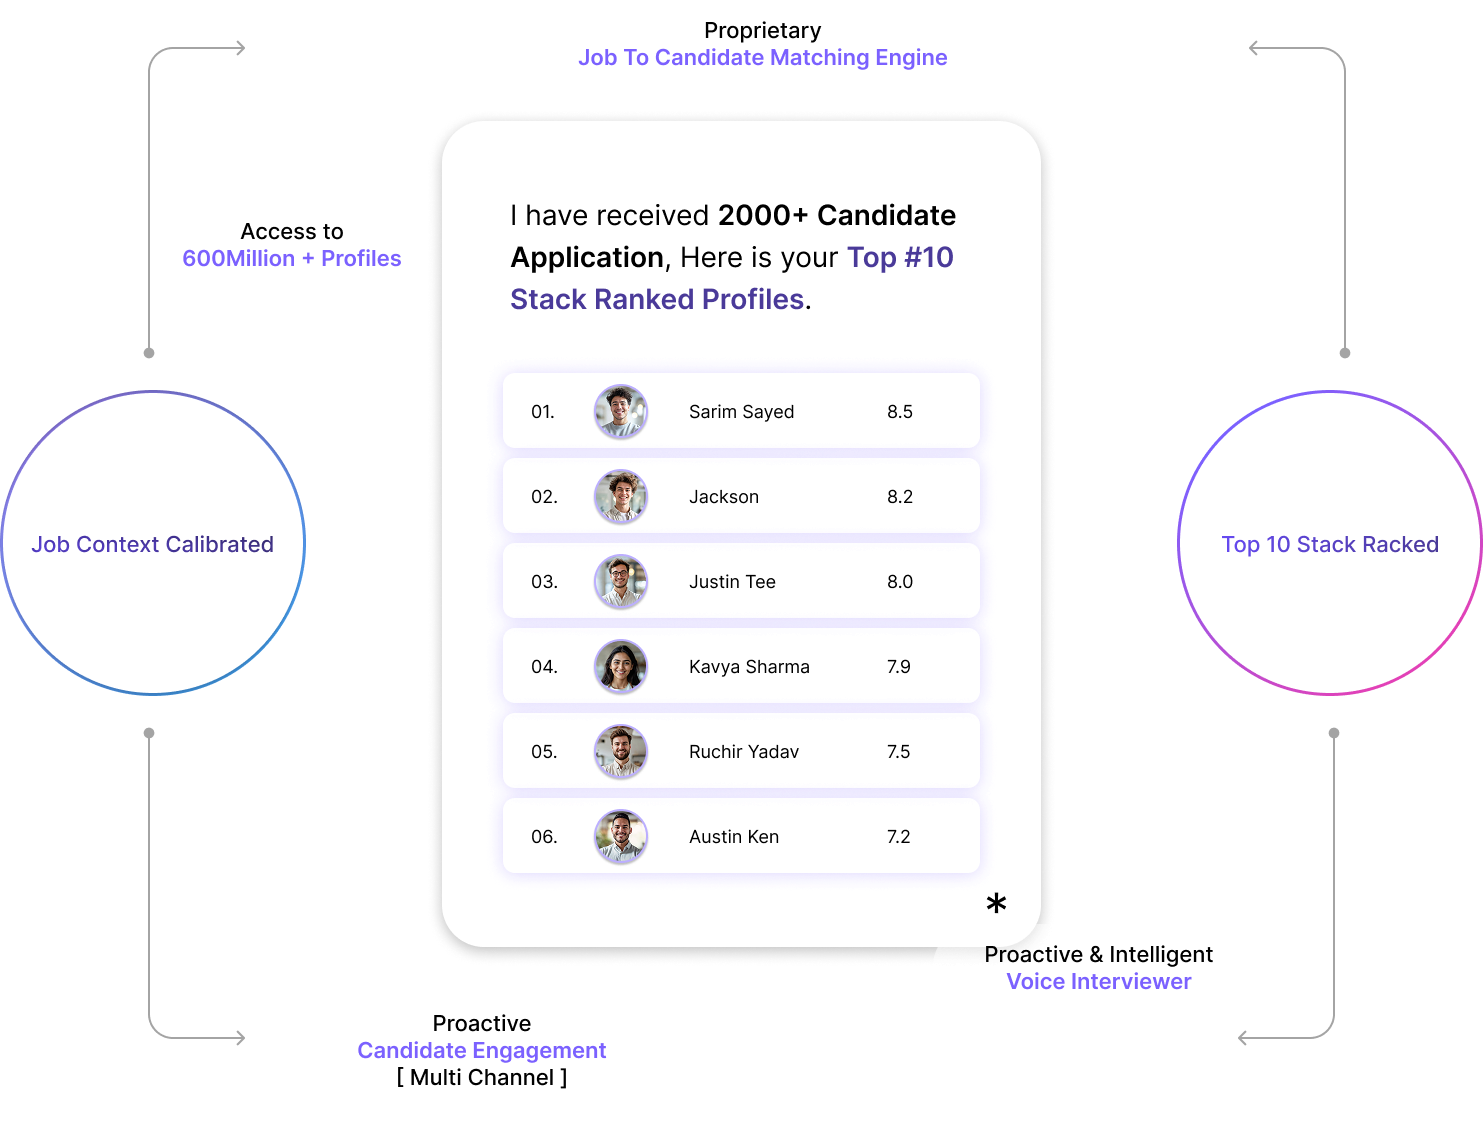 Proprietary
Job To Candidate Matching Engine
Access to
600Million + Profiles
I have received 2000+ Candidate
Application, Here is your Top #10
Stack Ranked Profiles.
01. Sarim Sayed 8.5
02. Jackson 8.2
03. Justin Tee 8.0
04. Kavya Sharma 7.9
05. Ruchir Yadav 7.5
06. Austin Ken 7.2
*
Job Context Calibrated
Top 10 Stack Racked
Proactive & Intelligent
Voice Interviewer
Proactive
Candidate Engagement
[ Multi Channel ]